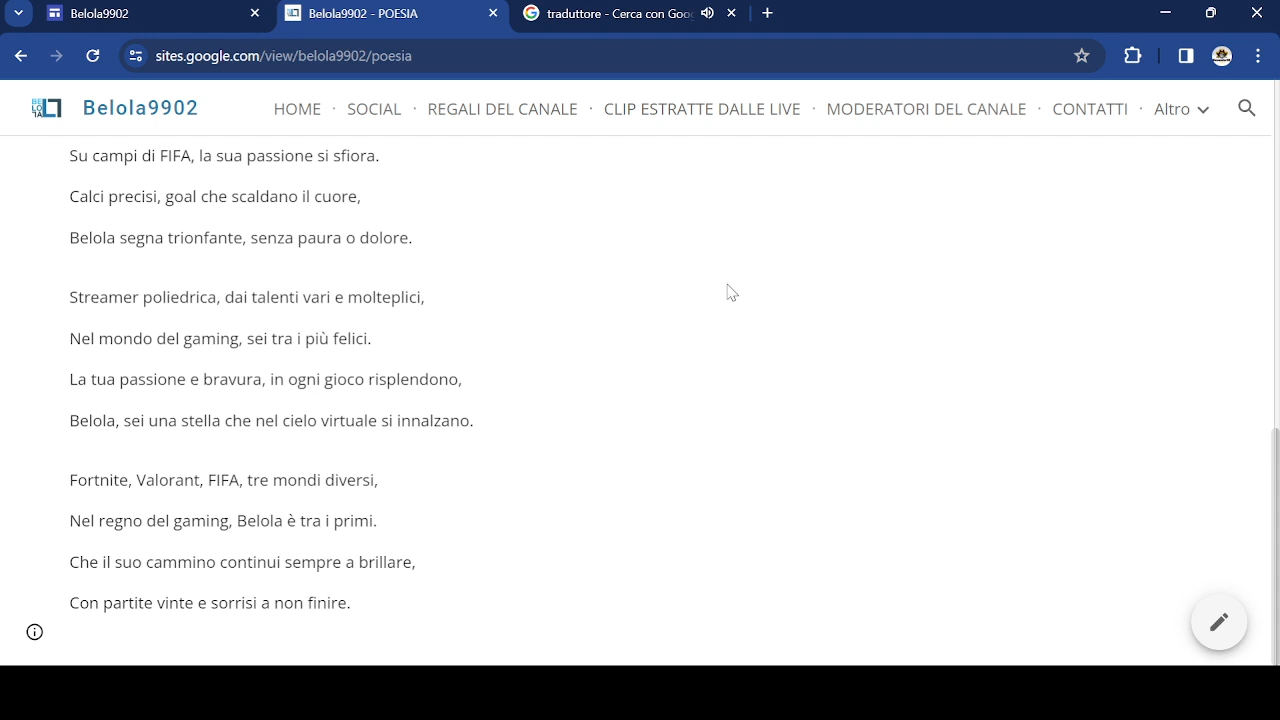 Belola9902
Belola9902 - POESIA
traduttore - Cerca con Goo
sites.google.com/view/belola9902/poesia
BE
LO
LA
Belola9902
HOME · SOCIAL · REGALI DEL CANALE · CLIP ESTRATTE DALLE LIVE · MODERATORI DEL CANALE · CONTATTI · Altro
Su campi di FIFA, la sua passione si sfiora.
Calci precisi, goal che scaldano il cuore,
Belola segna trionfante, senza paura o dolore.
Streamer poliedrica, dai talenti vari e molteplici,
Nel mondo del gaming, sei tra i più felici.
La tua passione e bravura, in ogni gioco risplendono,
Belola, sei una stella che nel cielo virtuale si innalzano.
Fortnite, Valorant, FIFA, tre mondi diversi,
Nel regno del gaming, Belola è tra i primi.
Che il suo cammino continui sempre a brillare,
Con partite vinte e sorrisi a non finire.